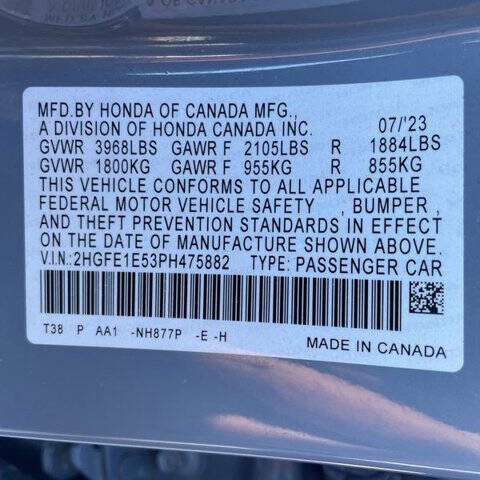 MFD.BY HONDA OF CANADA MFG.,
A DIVISION OF HONDA CANADA INC. 07/'23
GVWR 3968LBS GAWR F 2105LBS R 1884LBS
GVWR 1800KG GAWR F 955KG R 855KG
THIS VEHICLE CONFORMS TO ALL APPLICABLE
FEDERAL MOTOR VEHICLE SAFETY , BUMPER ,
AND THEFT PREVENTION STANDARDS IN EFFECT
ON THE DATE OF MANUFACTURE SHOWN ABOVE.
V.I.N:2HGFE1E53PH475882 TYPE: PASSENGER CAR
T38 P AA1 -NH877P -E -H
MADE IN CANADA